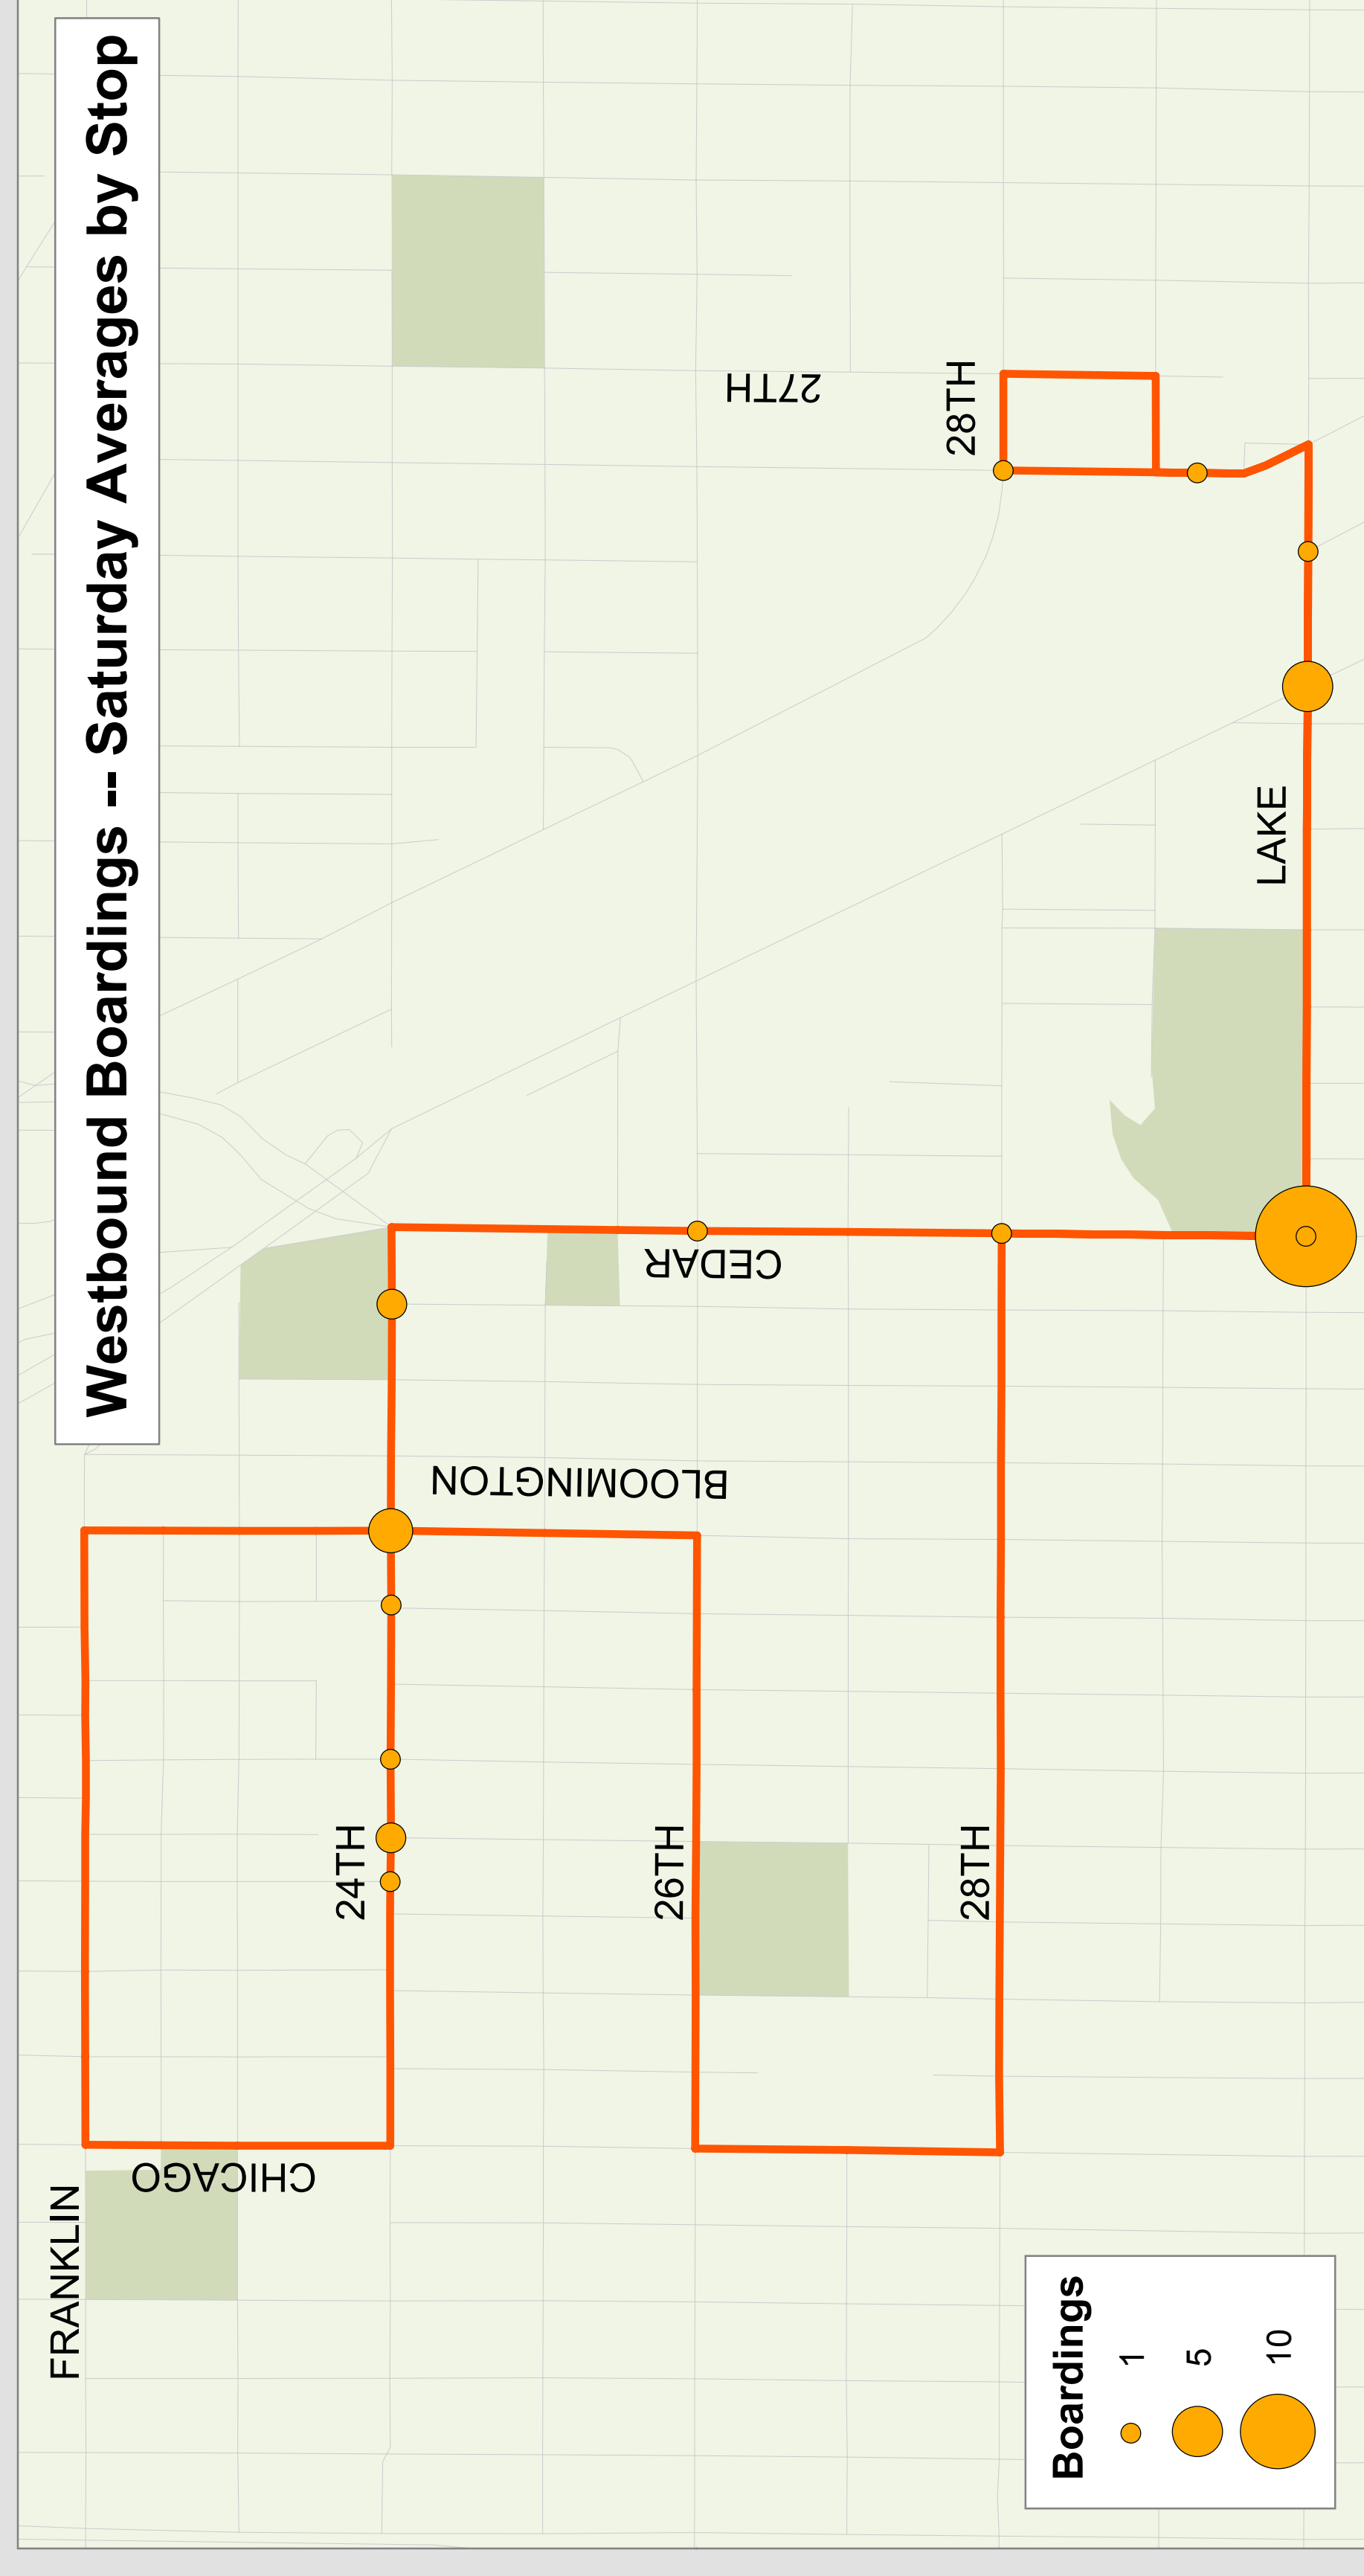 Westbound Boardings -- Saturday Averages by Stop
27TH
28TH
LAKE
CEDAR
BLOOMINGTON
24TH
26TH
28TH
CHICAGO
FRANKLIN
Boardings
1
5
10